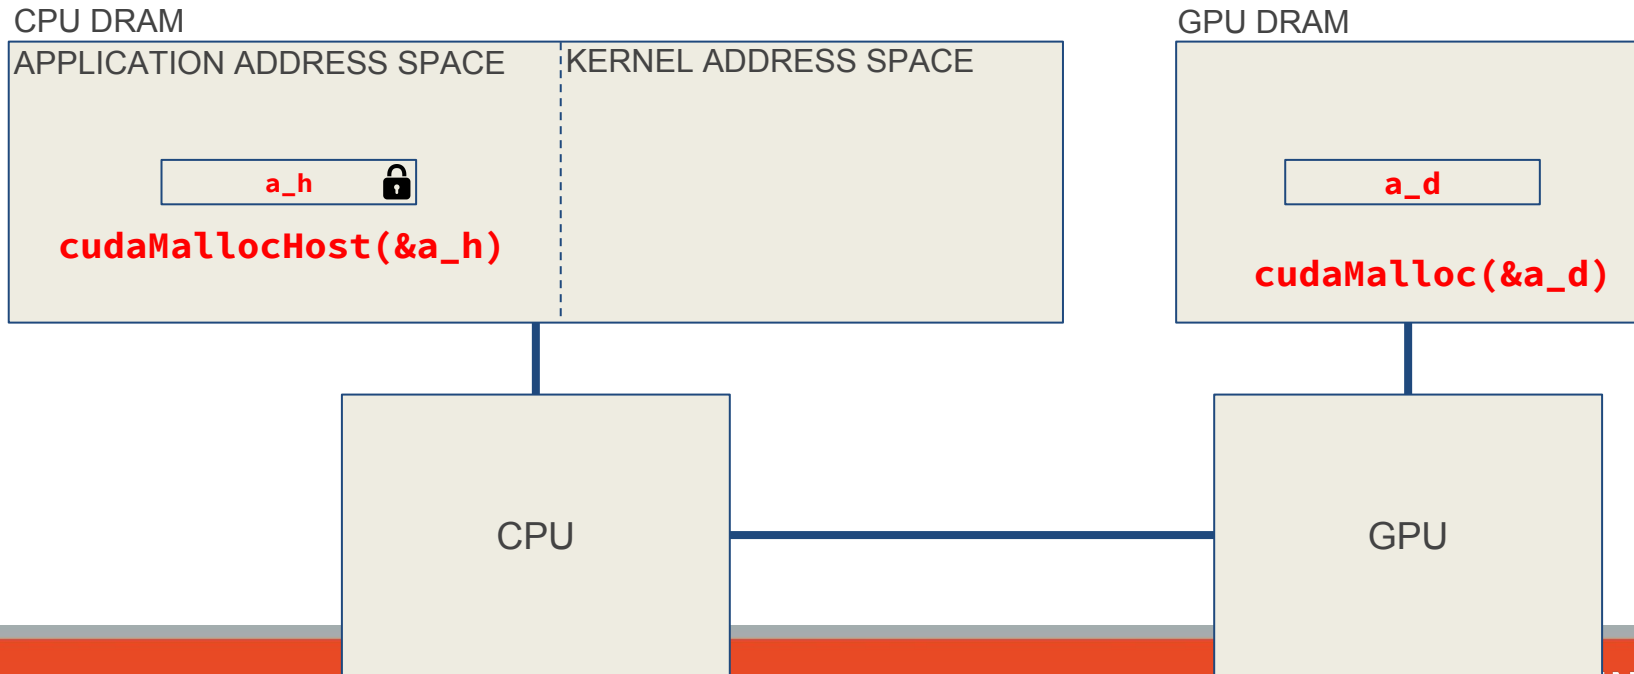 CPU DRAM
GPU DRAM
APPLICATION ADDRESS SPACE
KERNEL ADDRESS SPACE
a_h
a_d
cudaMallocHost(&a_h)
cudaMalloc(&a_d)
CPU
GPU